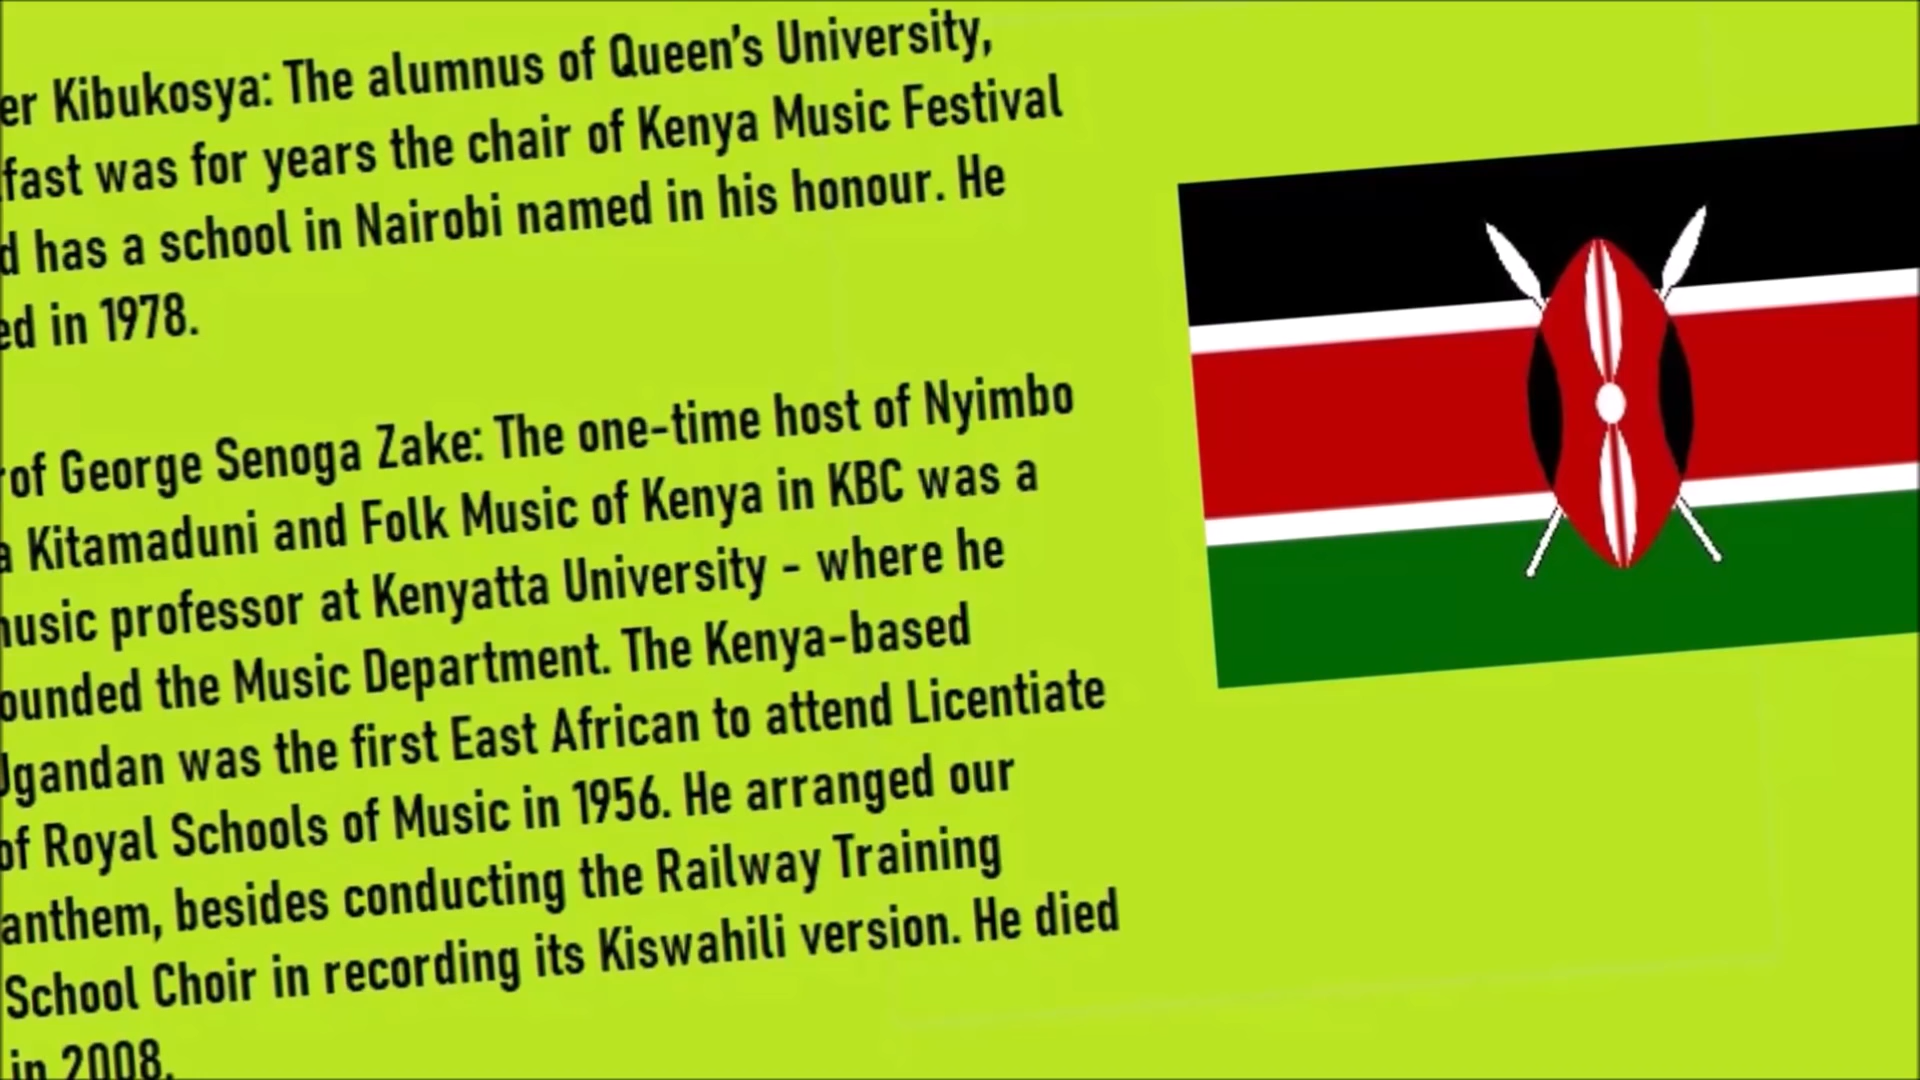 er Kibukosya: The alumnus of Queen's University,
fast was for years the chair of Kenya Music Festival
d has a school in Nairobi named in his honour. He
ed in 1978.
rof George Senoga Zake: The one-time host of Nyimbo
a Kitamaduni and Folk Music of Kenya in KBC was a
music professor at Kenyatta University - where he
ounded the Music Department. The Kenya-based
Ugandan was the first East African to attend Licentiate
of Royal Schools of Music in 1956. He arranged our
anthem, besides conducting the Railway Training
School Choir in recording its Kiswahili version. He died
in 2008.